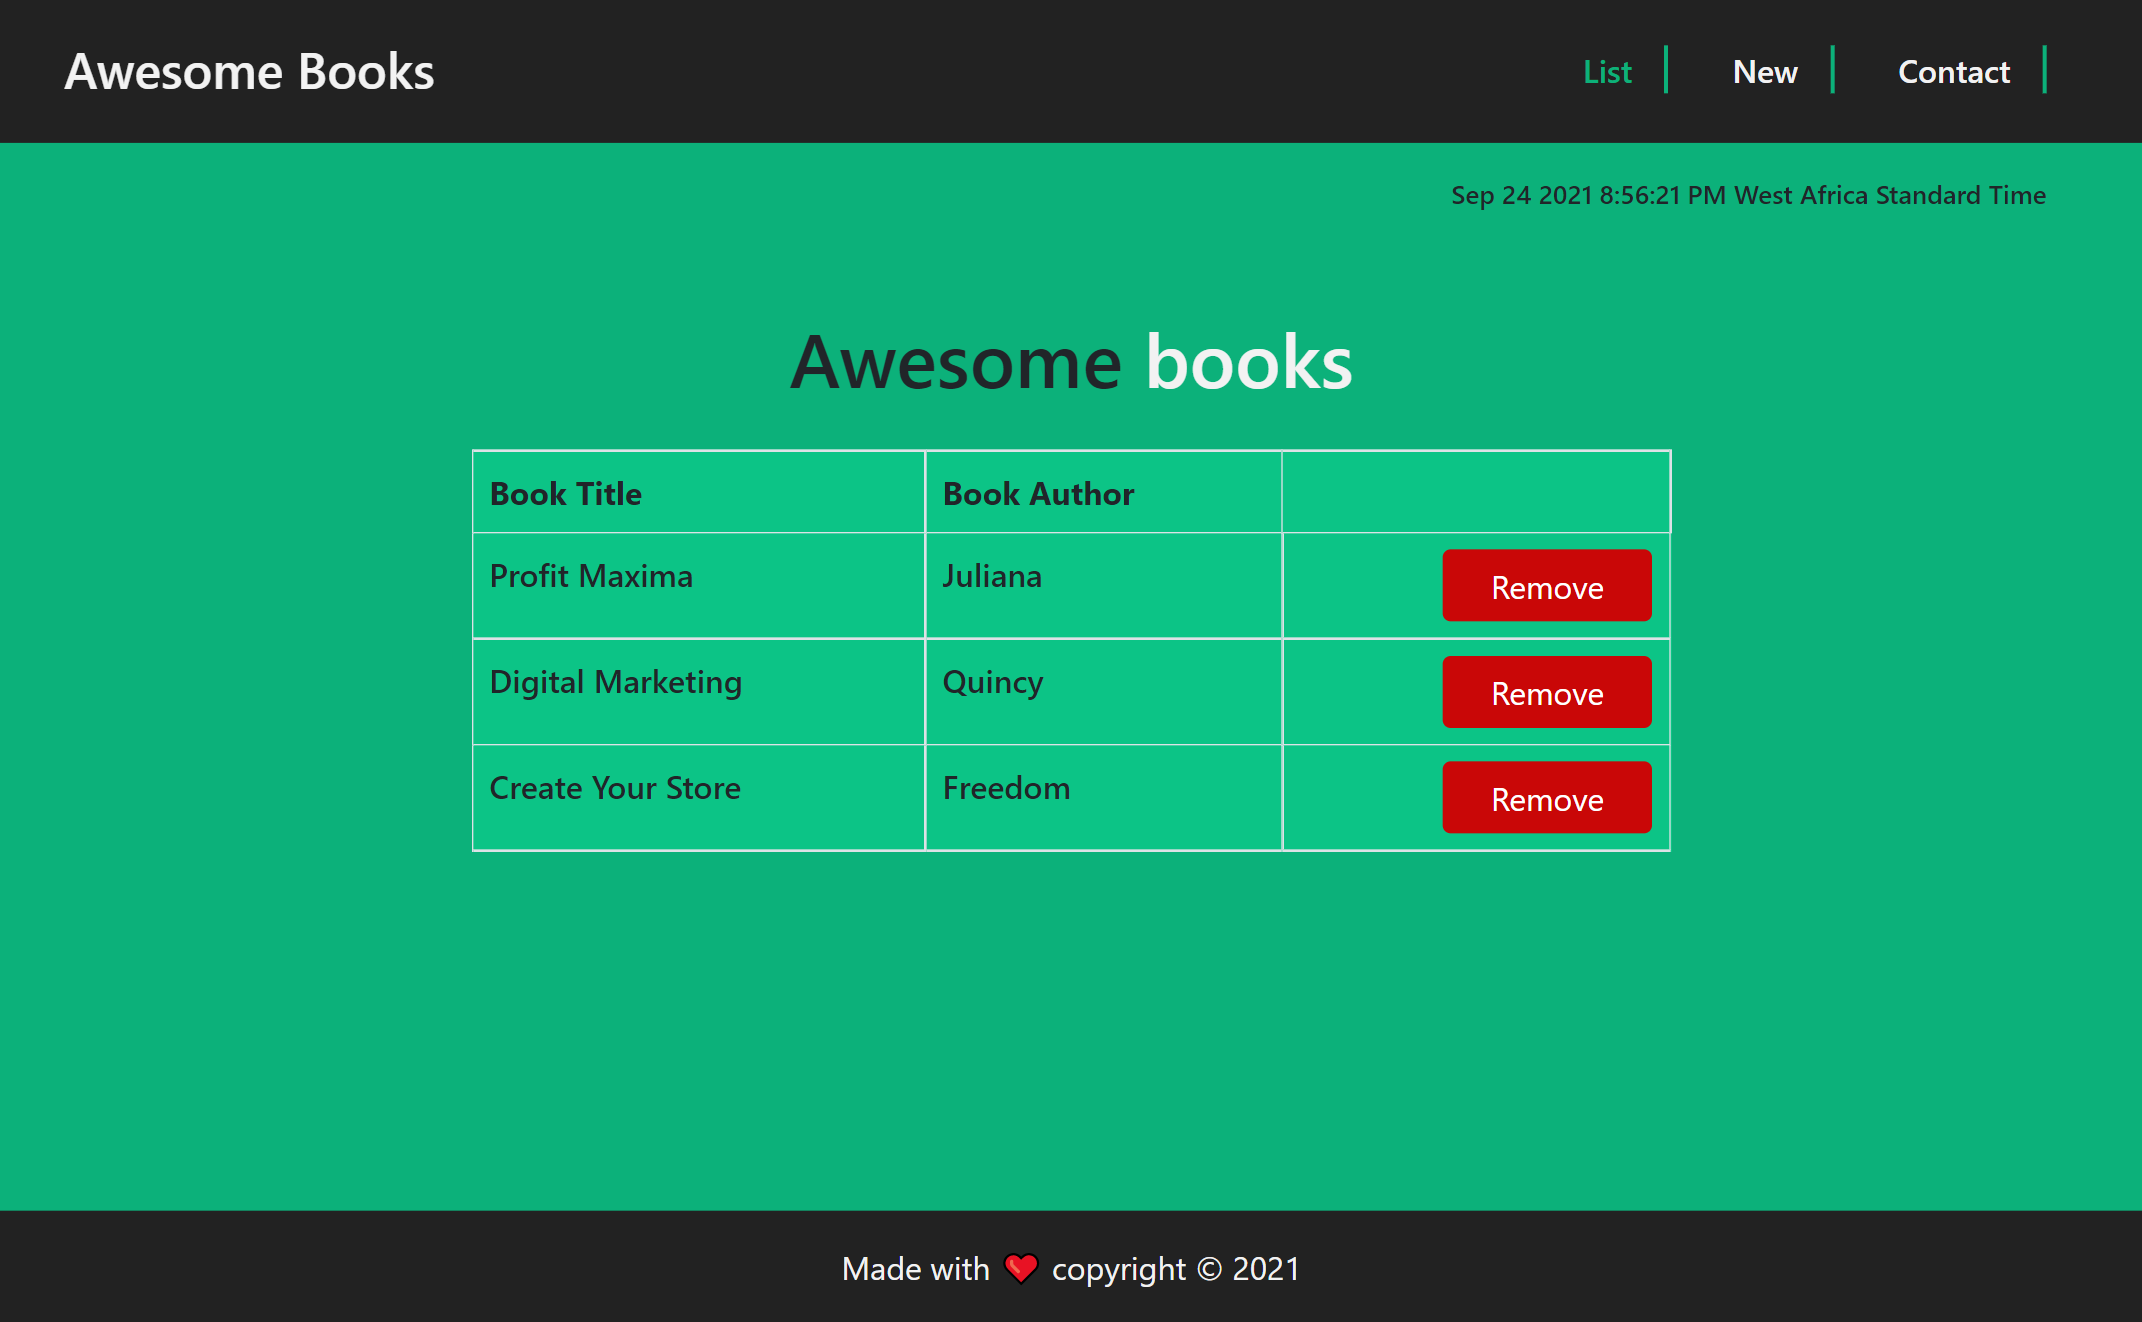 Awesome Books
List New Contact
Sep 24 2021 8:56:21 PM West Africa Standard Time
Awesome books
Book Title Book Author
Profit Maxima Juliana Remove
Digital Marketing Quincy Remove
Create Your Store Freedom Remove
Made with ❤ copyright © 2021